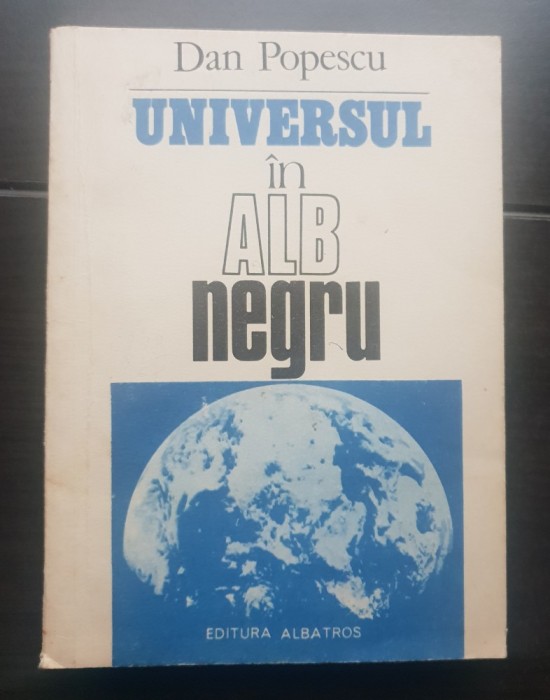 Dan Popescu
UNIVERSUL
în
ALB
negru
EDITURA ALBATROS